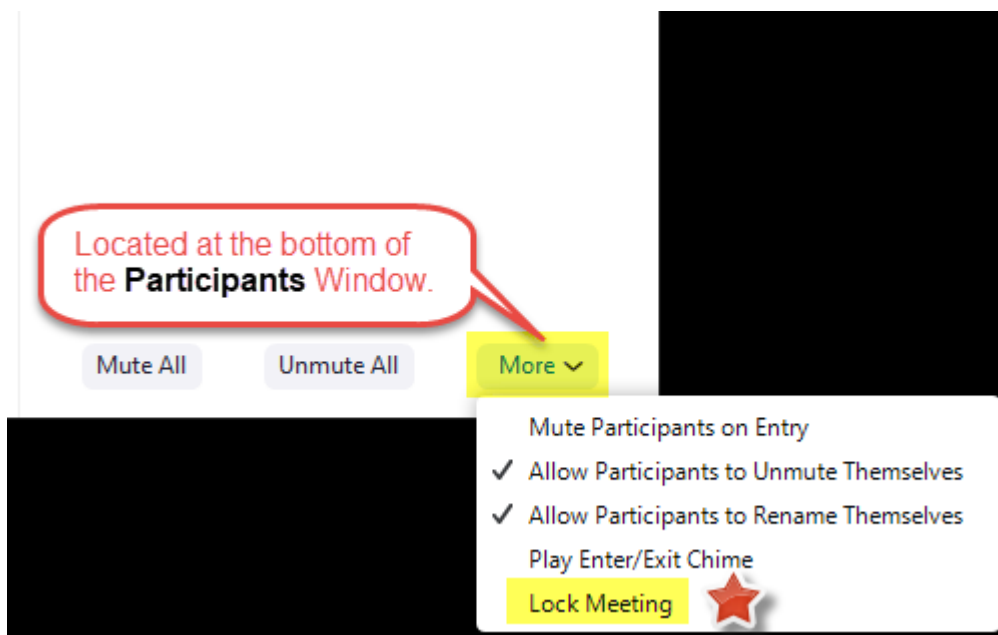 Located at the bottom of
the Participants Window.
Mute All Unmute All More
Mute Participants on Entry
✓ Allow Participants to Unmute Themselves
✓ Allow Participants to Rename Themselves
Play Enter/Exit Chime
Lock Meeting